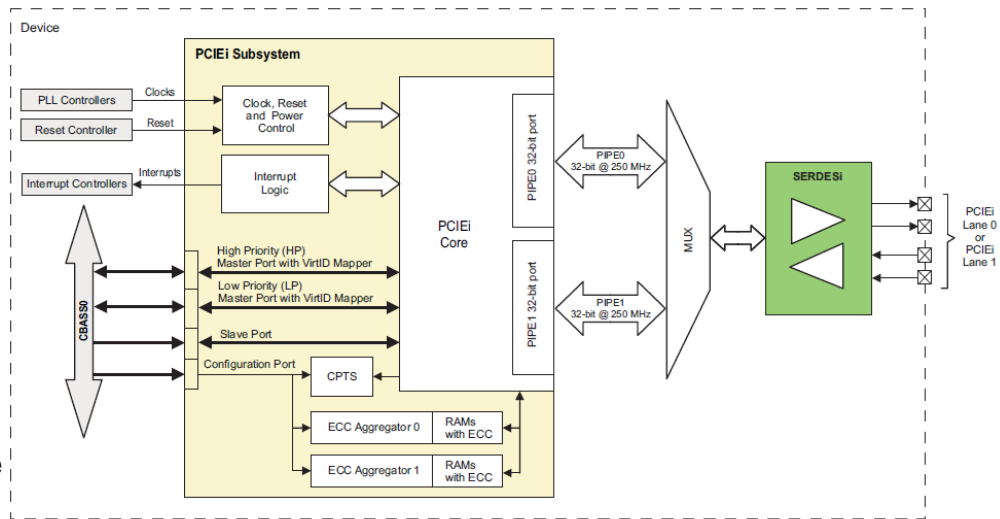 Device
PCIEi Subsystem
PLL Controllers
Clocks
Reset Controller
Reset
Clock, Reset
and Power
Control
Interrupt Controllers
Interrupts
Interrupt
Logic
PCIEi
Core
PIPE0 32-bit port
PIPE1 32-bit port
PIPE0
32-bit @ 250 MHz
PIPE1
32-bit @ 250 MHz
MUX
SERDESi
PCIEi
Lane 0
or
PCIEi
Lane 1
CBASS0
High Priority (HP)
Master Port with VirtID Mapper
Low Priority (LP)
Master Port with VirtID Mapper
Slave Port
Configuration Port
CPTS
ECC Aggregator 0
RAMs
with ECC
ECC Aggregator 1
RAMs
with ECC